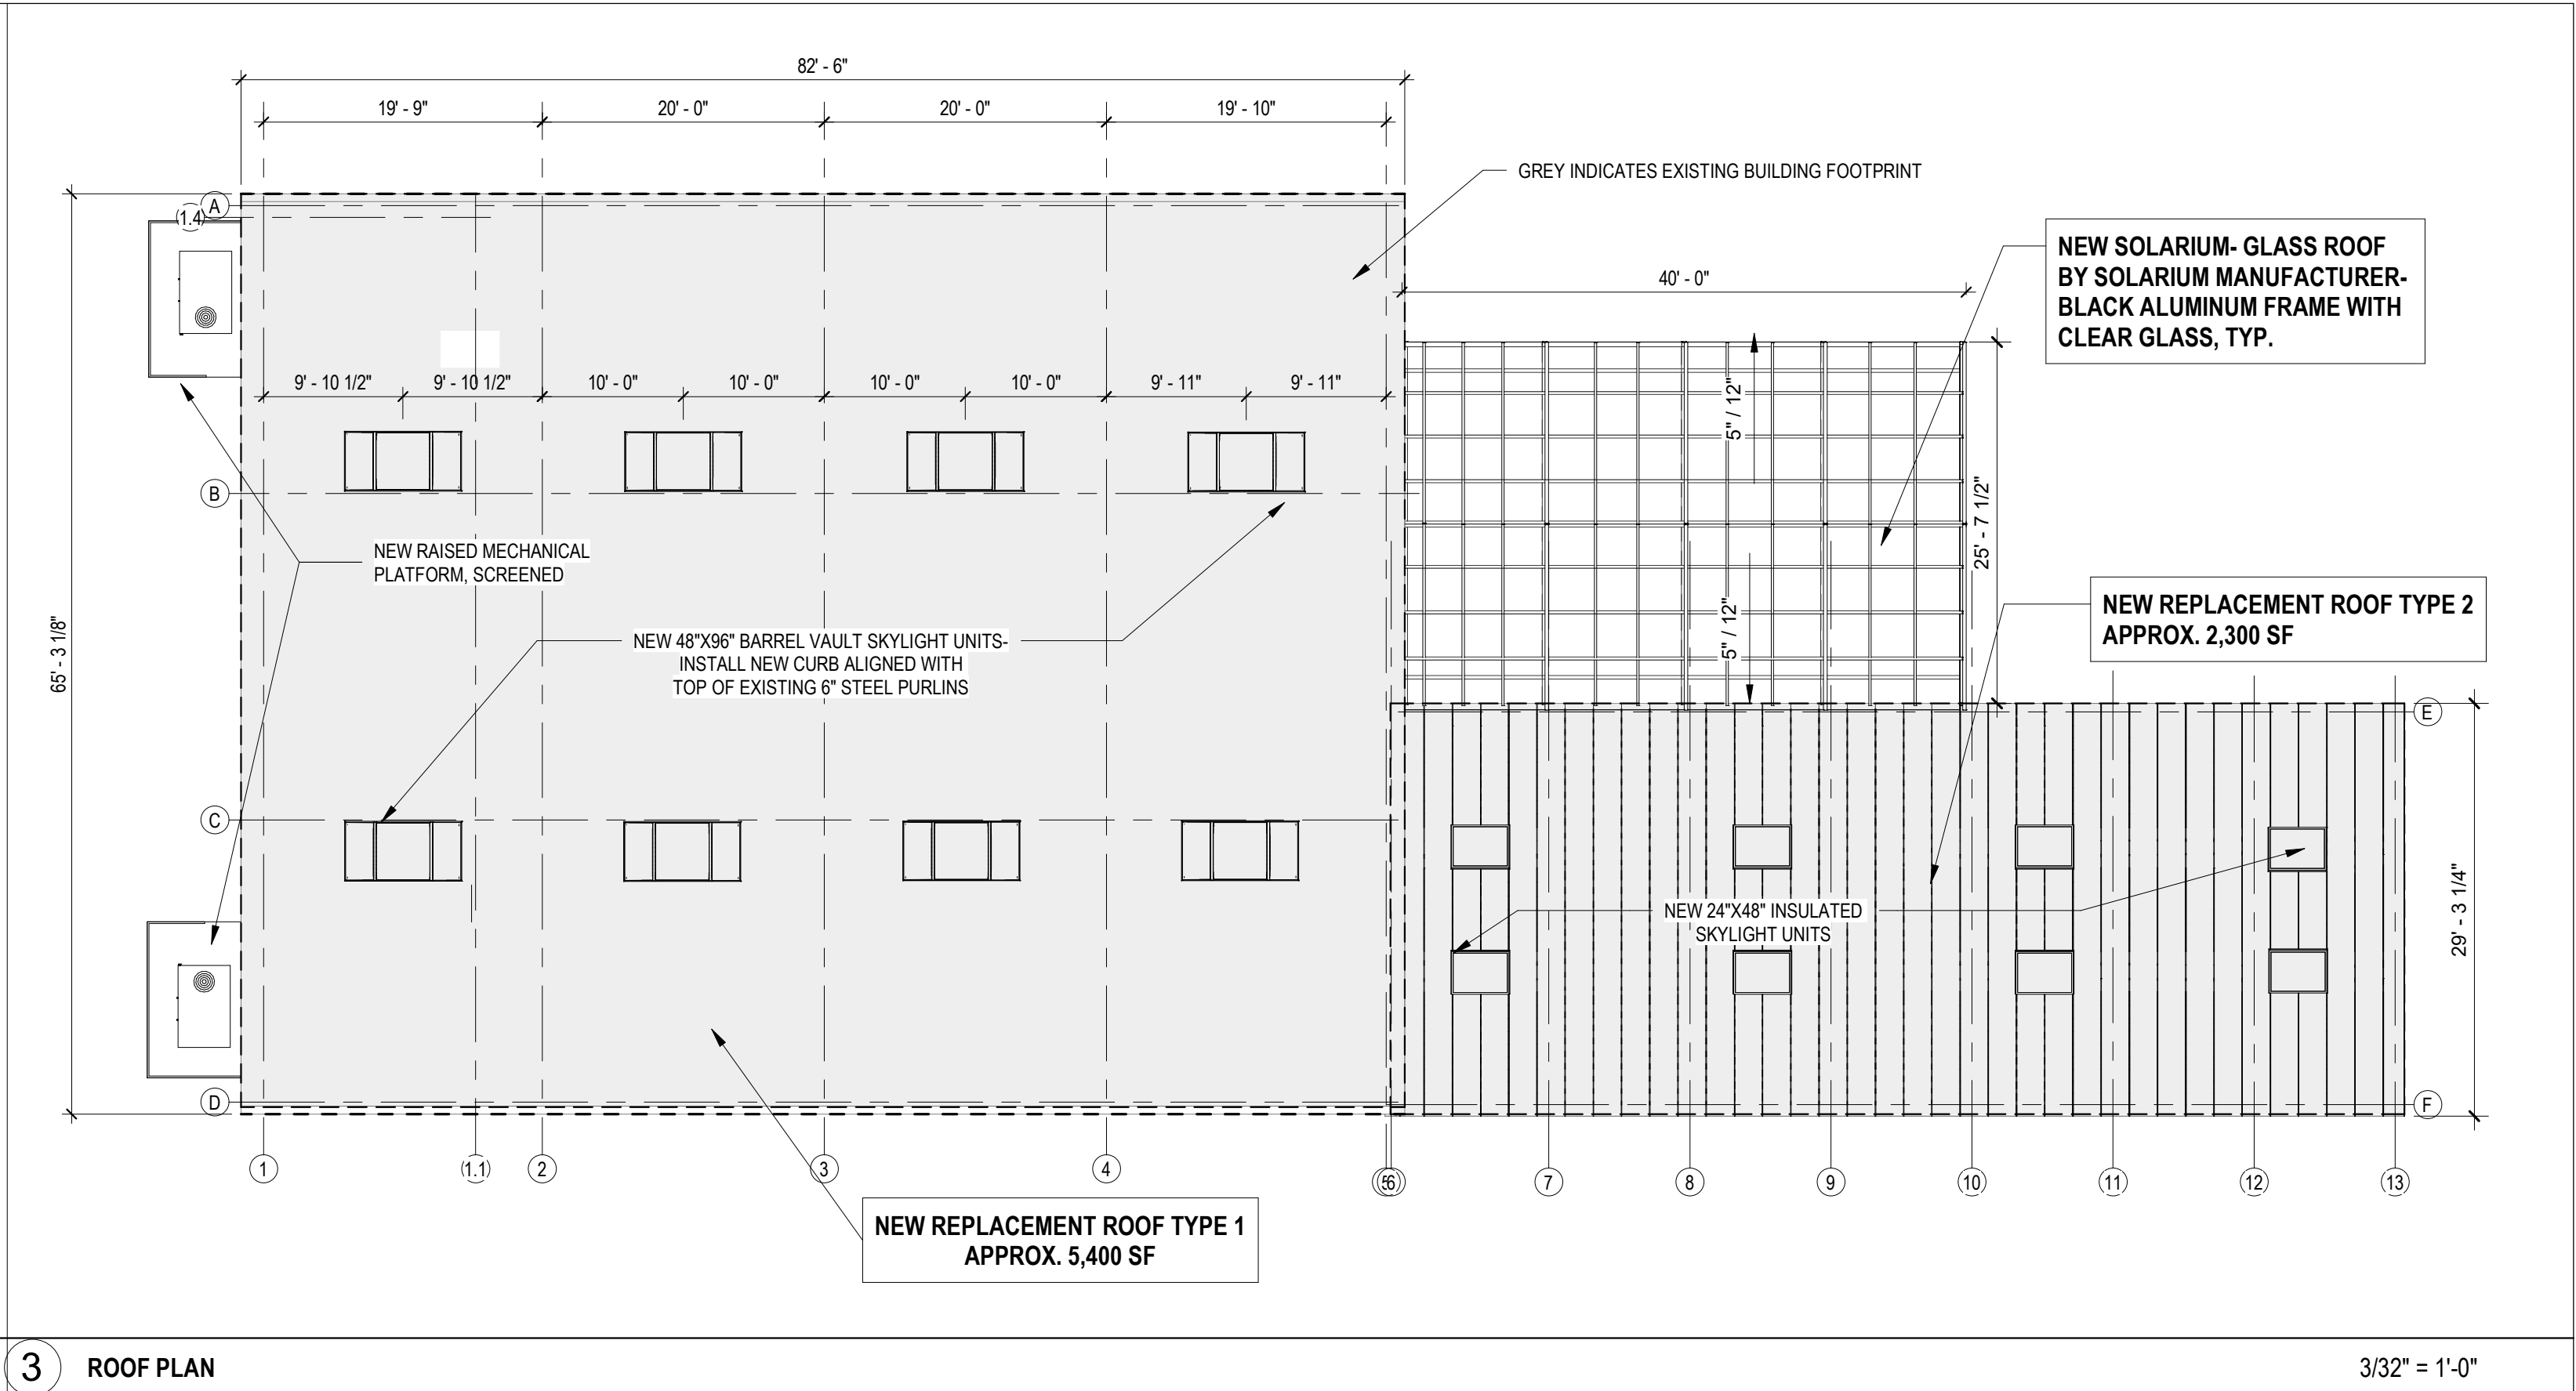 82' - 6"
19' - 9"
20' - 0"
20' - 0"
19' - 10"
GREY INDICATES EXISTING BUILDING FOOTPRINT
A
1.4
NEW SOLARIUM- GLASS ROOF
BY SOLARIUM MANUFACTURER-
BLACK ALUMINUM FRAME WITH
CLEAR GLASS, TYP.
40' - 0"
9' - 10 1/2"
9' - 10 1/2"
10' - 0"
10' - 0"
10' - 0"
10' - 0"
9' - 11"
9' - 11"
5" / 12"
B
25' - 7 1/2"
NEW RAISED MECHANICAL
PLATFORM, SCREENED
65' - 3 1/8"
NEW 48"X96" BARREL VAULT SKYLIGHT UNITS-
INSTALL NEW CURB ALIGNED WITH
TOP OF EXISTING 6" STEEL PURLINS
5" / 12"
NEW REPLACEMENT ROOF TYPE 2
APPROX. 2,300 SF
E
C
NEW 24"X48" INSULATED
SKYLIGHT UNITS
29' - 3 1/4"
D
F
1
1.1
2
3
4
5
6
7
8
9
10
11
12
13
NEW REPLACEMENT ROOF TYPE 1
APPROX. 5,400 SF
3
ROOF PLAN
3/32" = 1'-0"